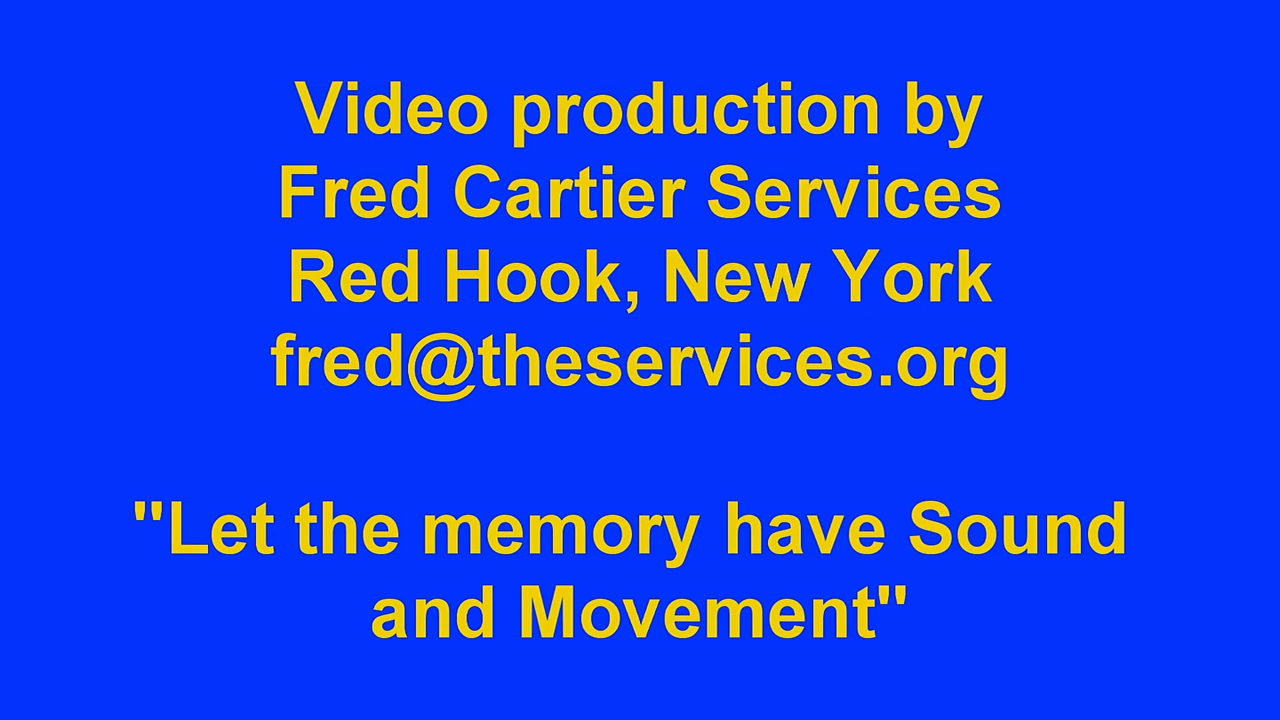 Video production by
Fred Cartier Services
Red Hook, New York
fred@theservices.org
"Let the memory have Sound
and Movement"